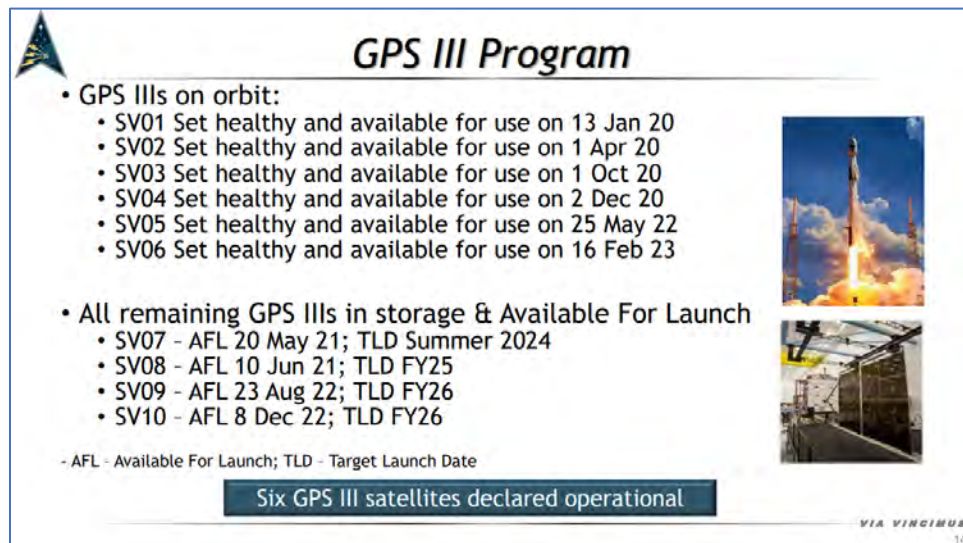 GPS III Program
• GPS IIIs on orbit:
• SV01 Set healthy and available for use on 13 Jan 20
• SV02 Set healthy and available for use on 1 Apr 20
• SV03 Set healthy and available for use on 1 Oct 20
• SV04 Set healthy and available for use on 2 Dec 20
• SV05 Set healthy and available for use on 25 May 22
• SV06 Set healthy and available for use on 16 Feb 23
• All remaining GPS IIIs in storage & Available For Launch
• SV07 – AFL 20 May 21; TLD Summer 2024
• SV08 – AFL 10 Jun 21; TLD FY25
• SV09 – AFL 23 Aug 22; TLD FY26
• SV10 – AFL 8 Dec 22; TLD FY26
- AFL – Available For Launch; TLD – Target Launch Date
Six GPS III satellites declared operational
VIA VINCIMUS